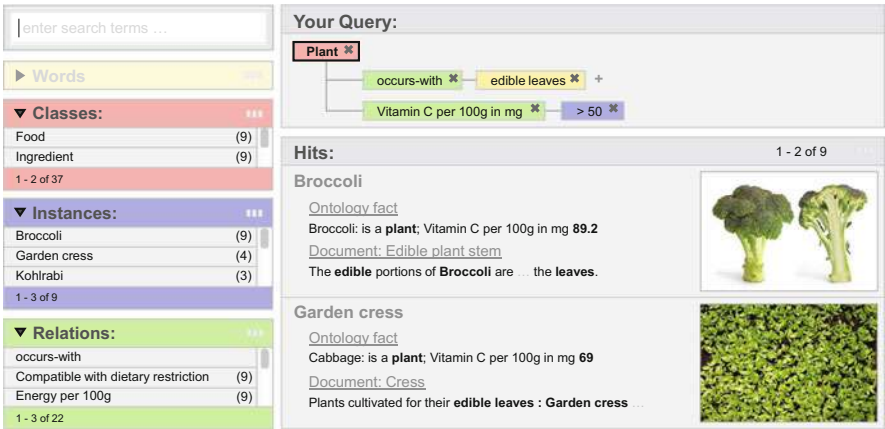 enter search terms …
Words
Classes:
Food (9)
Ingredient (9)
1 - 2 of 37
Instances:
Broccoli (9)
Garden cress (4)
Kohlrabi (3)
1 - 3 of 9
Relations:
occurs-with
Compatible with dietary restriction (9)
Energy per 100g (9)
1 - 3 of 22
Your Query:
Plant ✖
occurs-with ✖ edible leaves ✖ +
Vitamin C per 100g in mg ✖ > 50 ✖
Hits: 1 - 2 of 9
Broccoli
Ontology fact
Broccoli: is a plant; Vitamin C per 100g in mg 89.2
Document: Edible plant stem
The edible portions of Broccoli are … the leaves.
Garden cress
Ontology fact
Cabbage: is a plant; Vitamin C per 100g in mg 69
Document: Cress
Plants cultivated for their edible leaves : Garden cress …